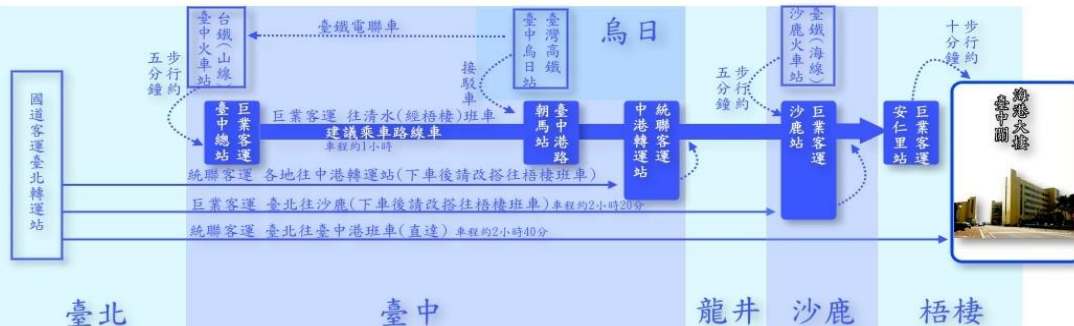 國道客運臺北轉運站
台鐵(山線)
臺中火車站
步行約
五分鐘
臺鐵電聯車
臺灣高鐵
臺中烏日站
接駁車
烏日
臺鐵(海線)
沙鹿火車站
步行約
五分鐘
步行約
十分鐘
巨業客運
臺中總站
巨業客運 往清水(經梧棲)班車
建議乘車路線車
車程約1小時
臺中港路
朝馬站
統聯客運
中港轉運站
巨業客運
沙鹿站
巨業客運
安仁里站
海港大樓
臺中關
統聯客運 各地往中港轉運站(下車後請改搭往梧棲班車)
巨業客運 臺北往沙鹿(下車後請改搭往梧棲班車)車程約2小時20分
統聯客運 臺北往臺中港班車(直達) 車程約2小時40分
臺北
臺中
龍井
沙鹿
梧棲